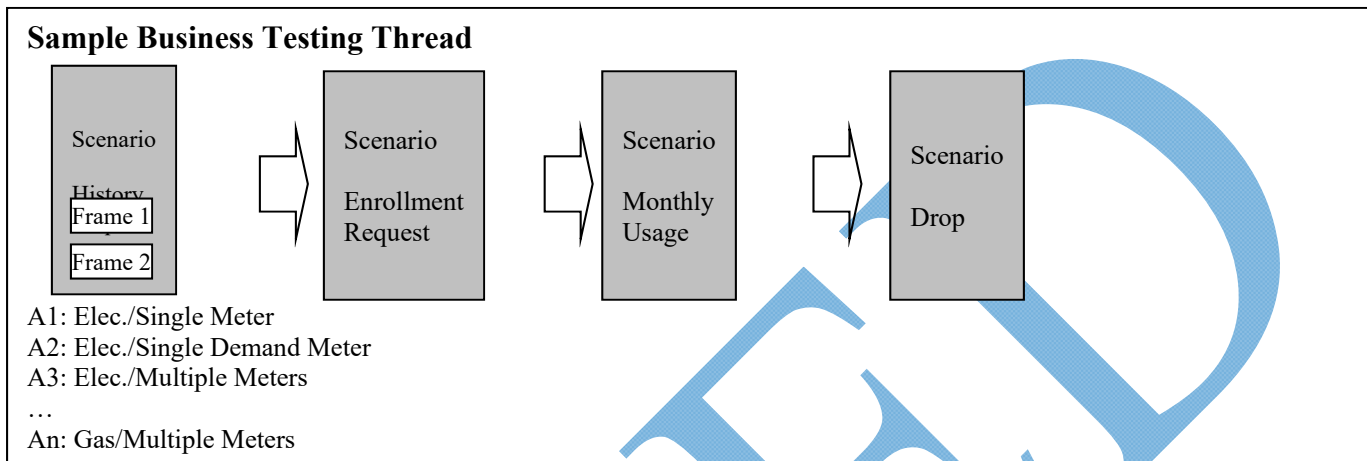 Sample Business Testing Thread
Scenario
History
Frame 1
Frame 2
Scenario
Enrollment
Request
Scenario
Monthly
Usage
Scenario
Drop
A1: Elec./Single Meter
A2: Elec./Single Demand Meter
A3: Elec./Multiple Meters
…
An: Gas/Multiple Meters